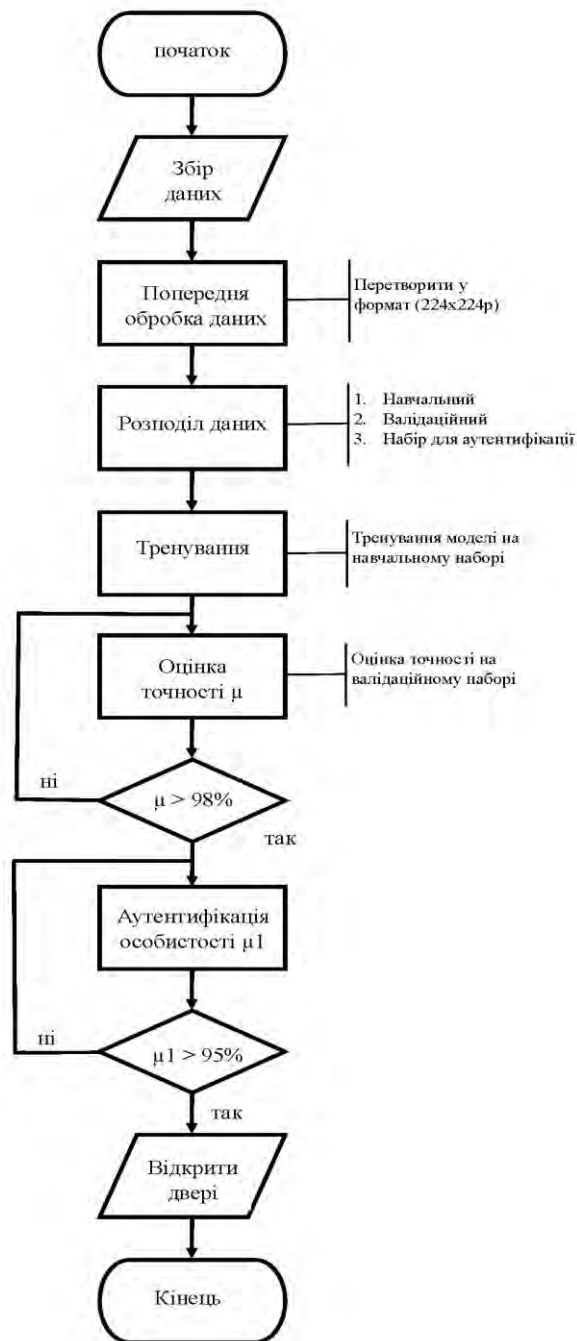 початок
Збір
даних
Попередня
обробка даних
Перетворити у
формат (224x224p)
Розподіл даних
1. Навчальний
2. Валідаційний
3. Набір для аутентифікації
Тренування
Тренування моделі на
навчальному наборі
Оцінка
точності µ
Оцінка точності на
валідаційному наборі
ні
µ > 98%
так
Аутентифікація
особистості µ1
ні
µ1 > 95%
так
Відкрити
двері
Кінець